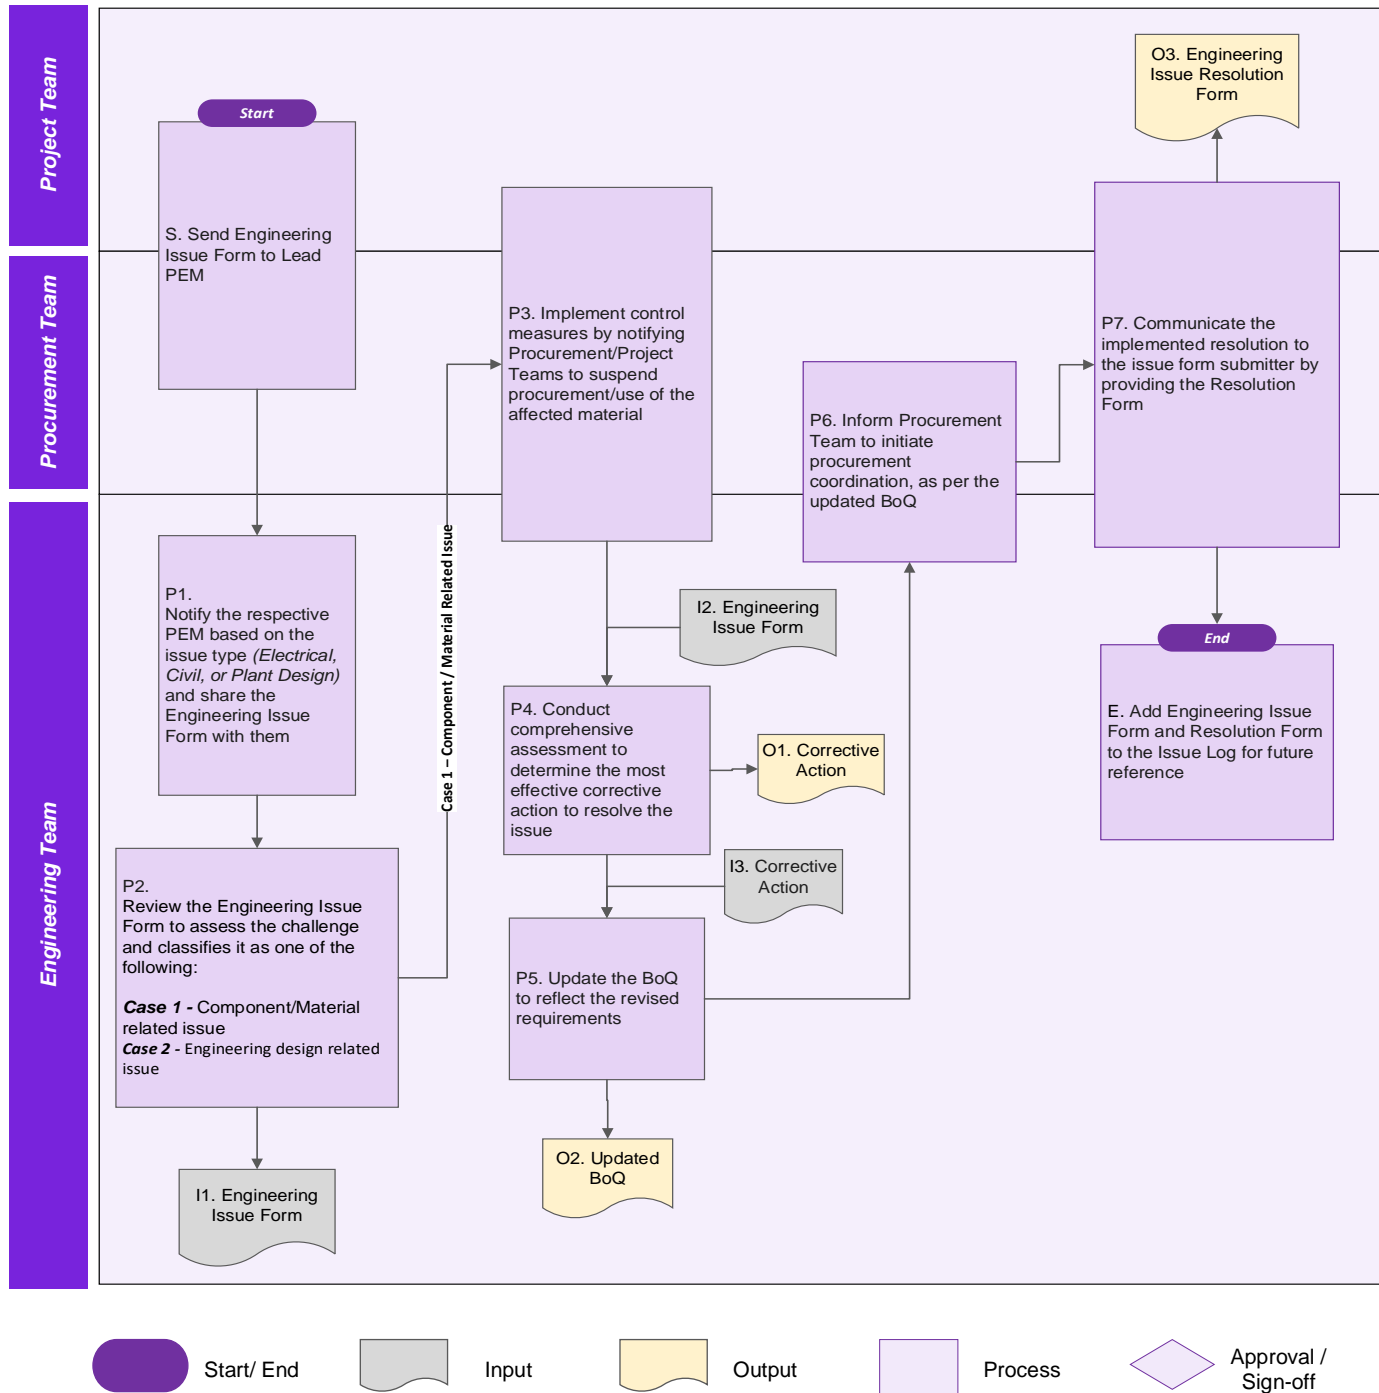 Project Team
Procurement Team
Engineering Team
Start
S. Send Engineering
Issue Form to Lead
PEM
P1.
Notify the respective
PEM based on the
issue type (Electrical,
Civil, or Plant Design)
and share the
Engineering Issue
Form with them
P2.
Review the Engineering Issue
Form to assess the challenge
and classifies it as one of the
following:
Case 1 - Component/Material
related issue
Case 2 - Engineering design related
issue
I1. Engineering
Issue Form
Case 1 – Component / Material Related Issue
P3. Implement control
measures by notifying
Procurement/Project
Teams to suspend
procurement/use of the
affected material
I2. Engineering
Issue Form
P4. Conduct
comprehensive
assessment to
determine the most
effective corrective
action to resolve the
issue
O1. Corrective
Action
I3. Corrective
Action
P5. Update the BoQ
to reflect the revised
requirements
O2. Updated
BoQ
P6. Inform Procurement
Team to initiate
procurement
coordination, as per the
updated BoQ
O3. Engineering
Issue Resolution
Form
P7. Communicate the
implemented resolution to
the issue form submitter by
providing the Resolution
Form
End
E. Add Engineering Issue
Form and Resolution Form
to the Issue Log for future
reference
Start/ End
Input
Output
Process
Approval /
Sign-off